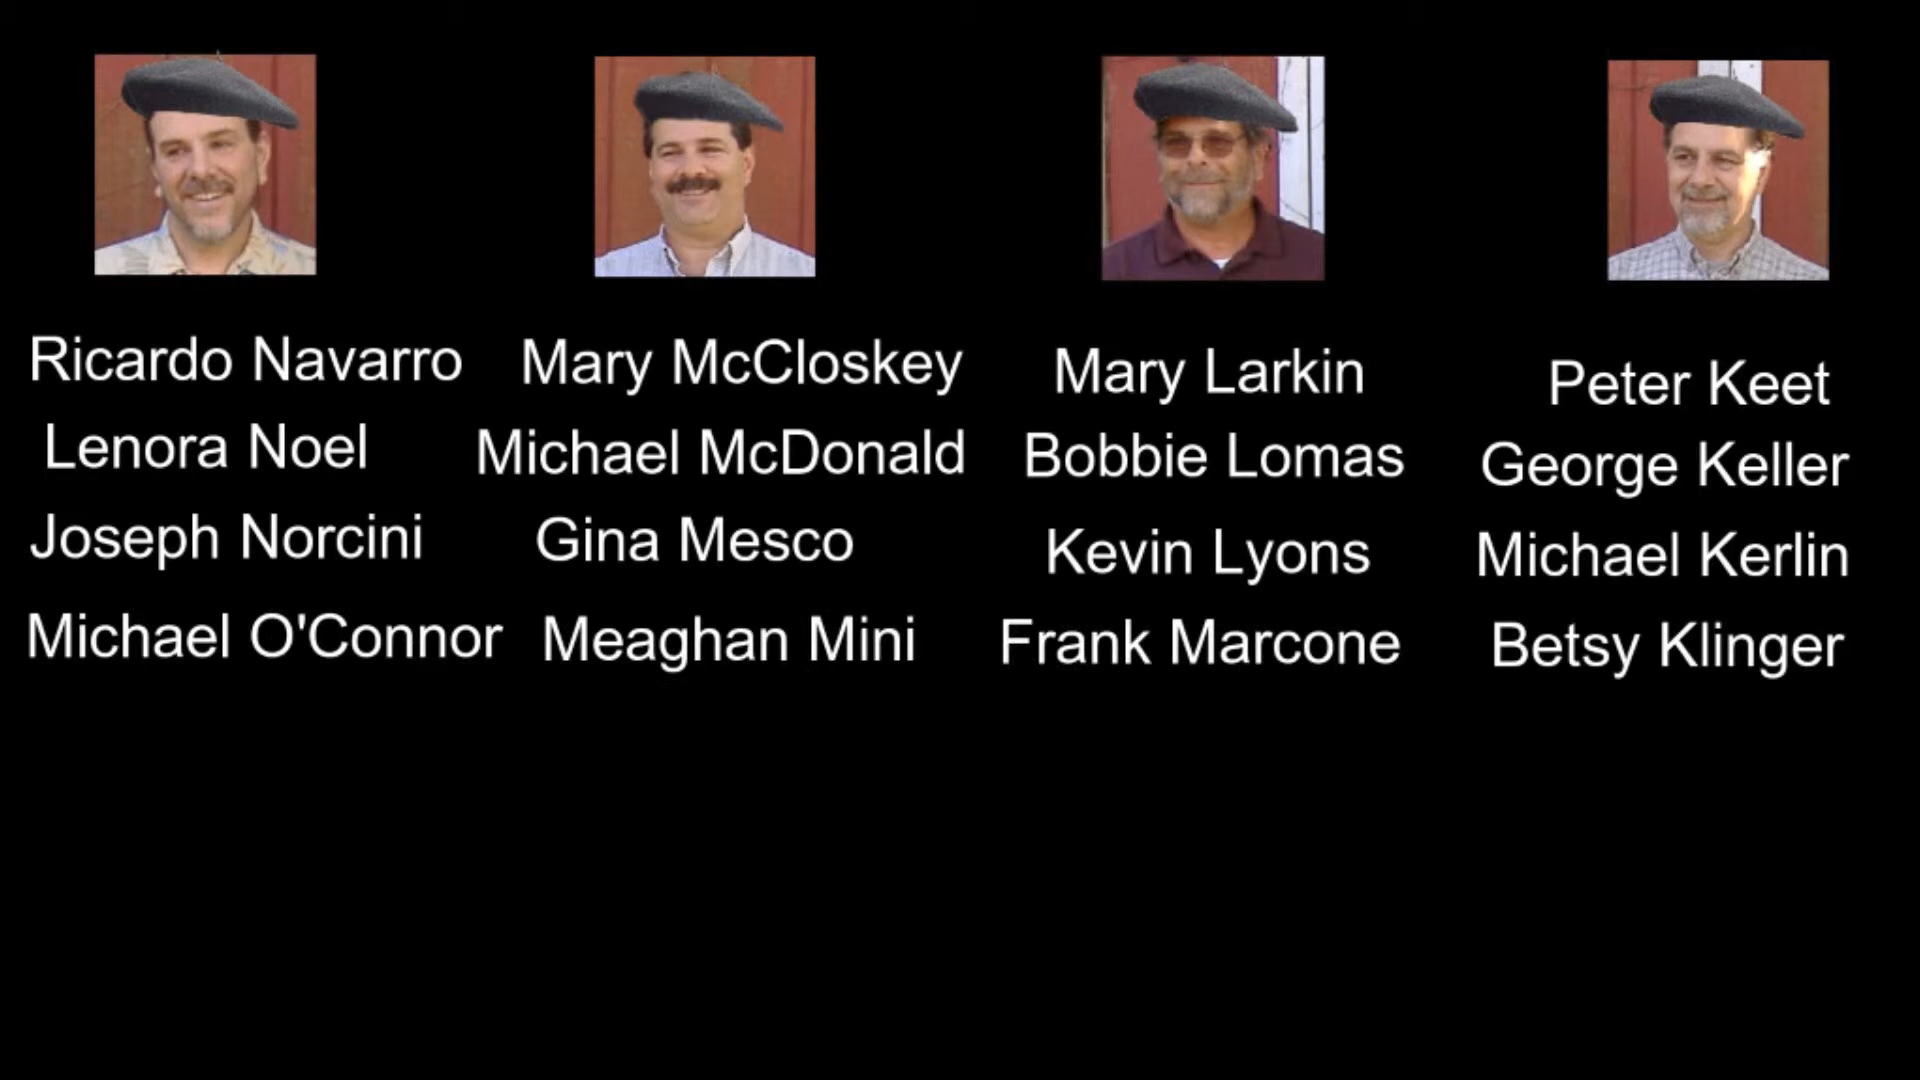 Ricardo Navarro
Lenora Noel
Joseph Norcini
Michael O'Connor
Mary McCloskey
Michael McDonald
Gina Mesco
Meaghan Mini
Mary Larkin
Bobbie Lomas
Kevin Lyons
Frank Marcone
Peter Keet
George Keller
Michael Kerlin
Betsy Klinger